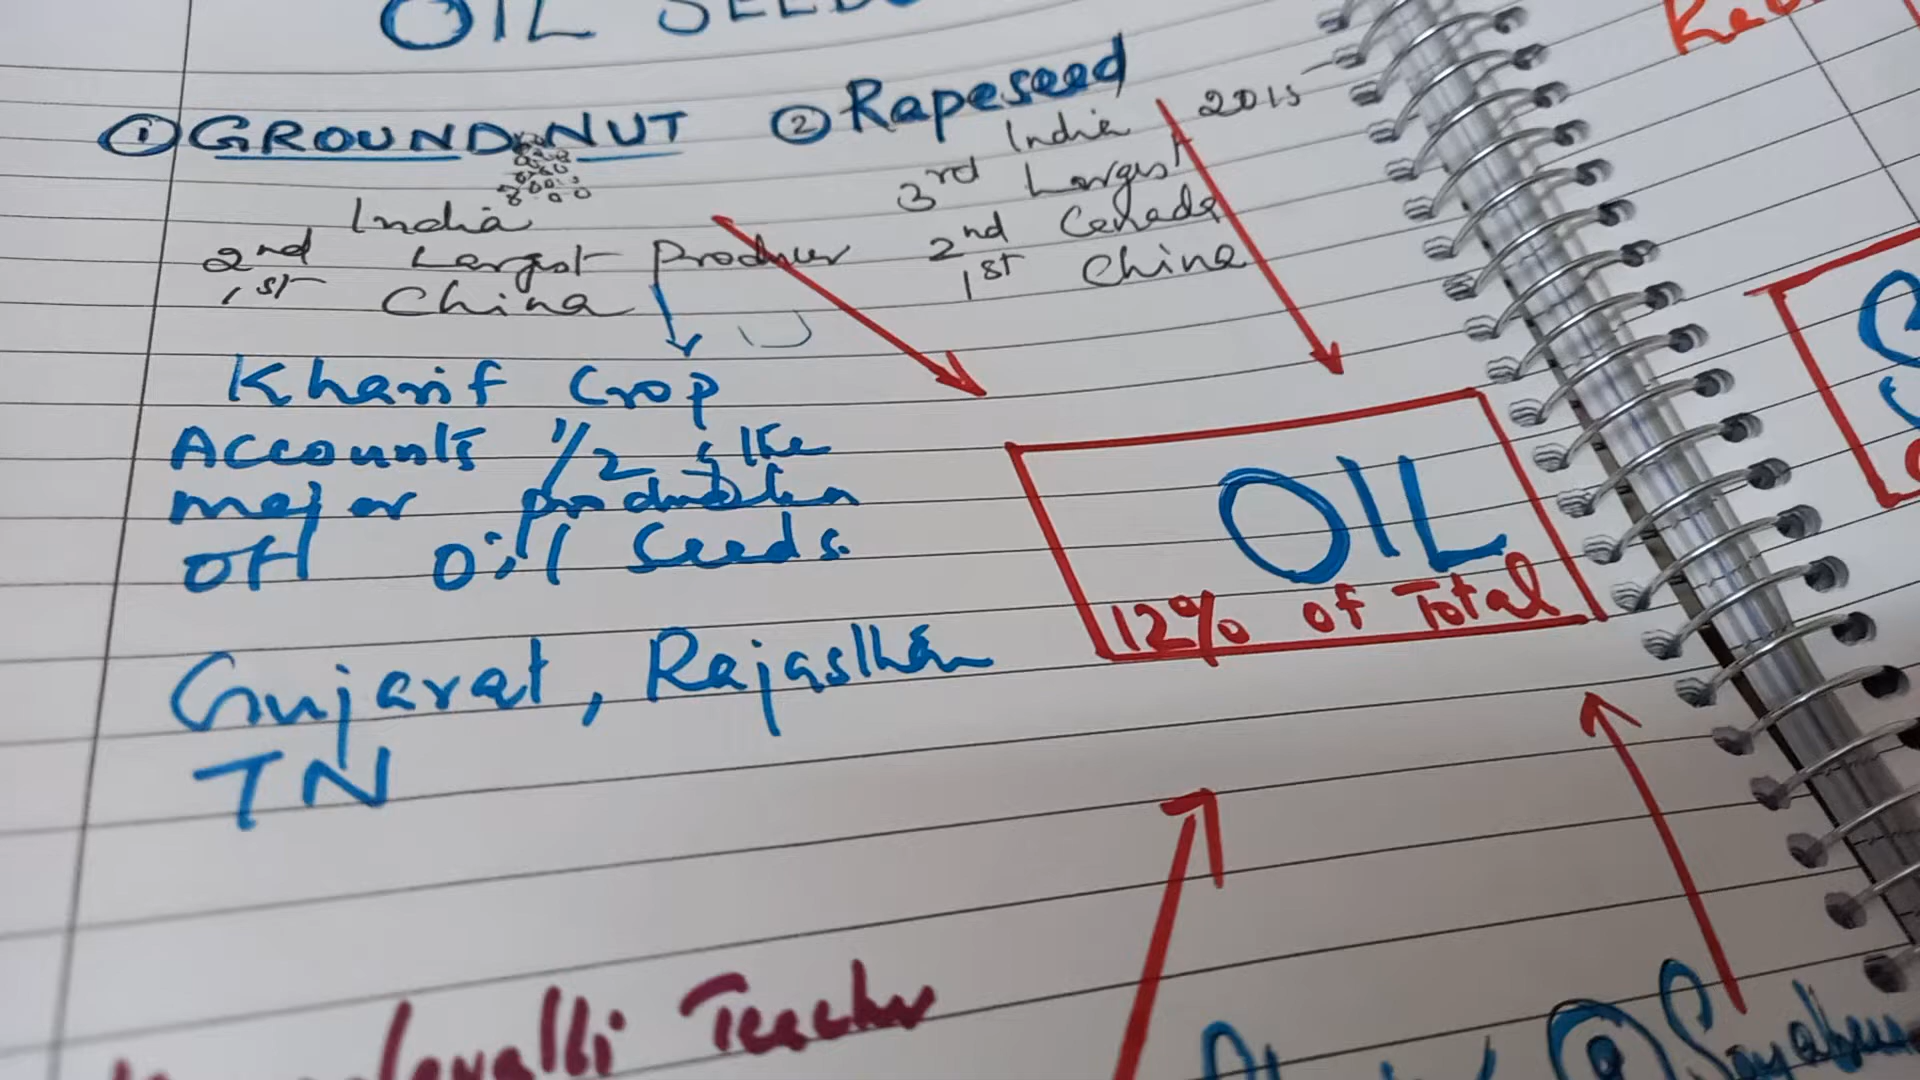 OIL SEEDS
① GROUNDNUT
India
2nd Largest Producer
1st China
Kharif Crop
Accounts 1/2 of the
major production
off oil seeds.
Gujarat, Rajasthan
TN
② Rapeseed
India 2015
3rd Largest
2nd Canada
1st China
OIL
12% of Total
Teacher